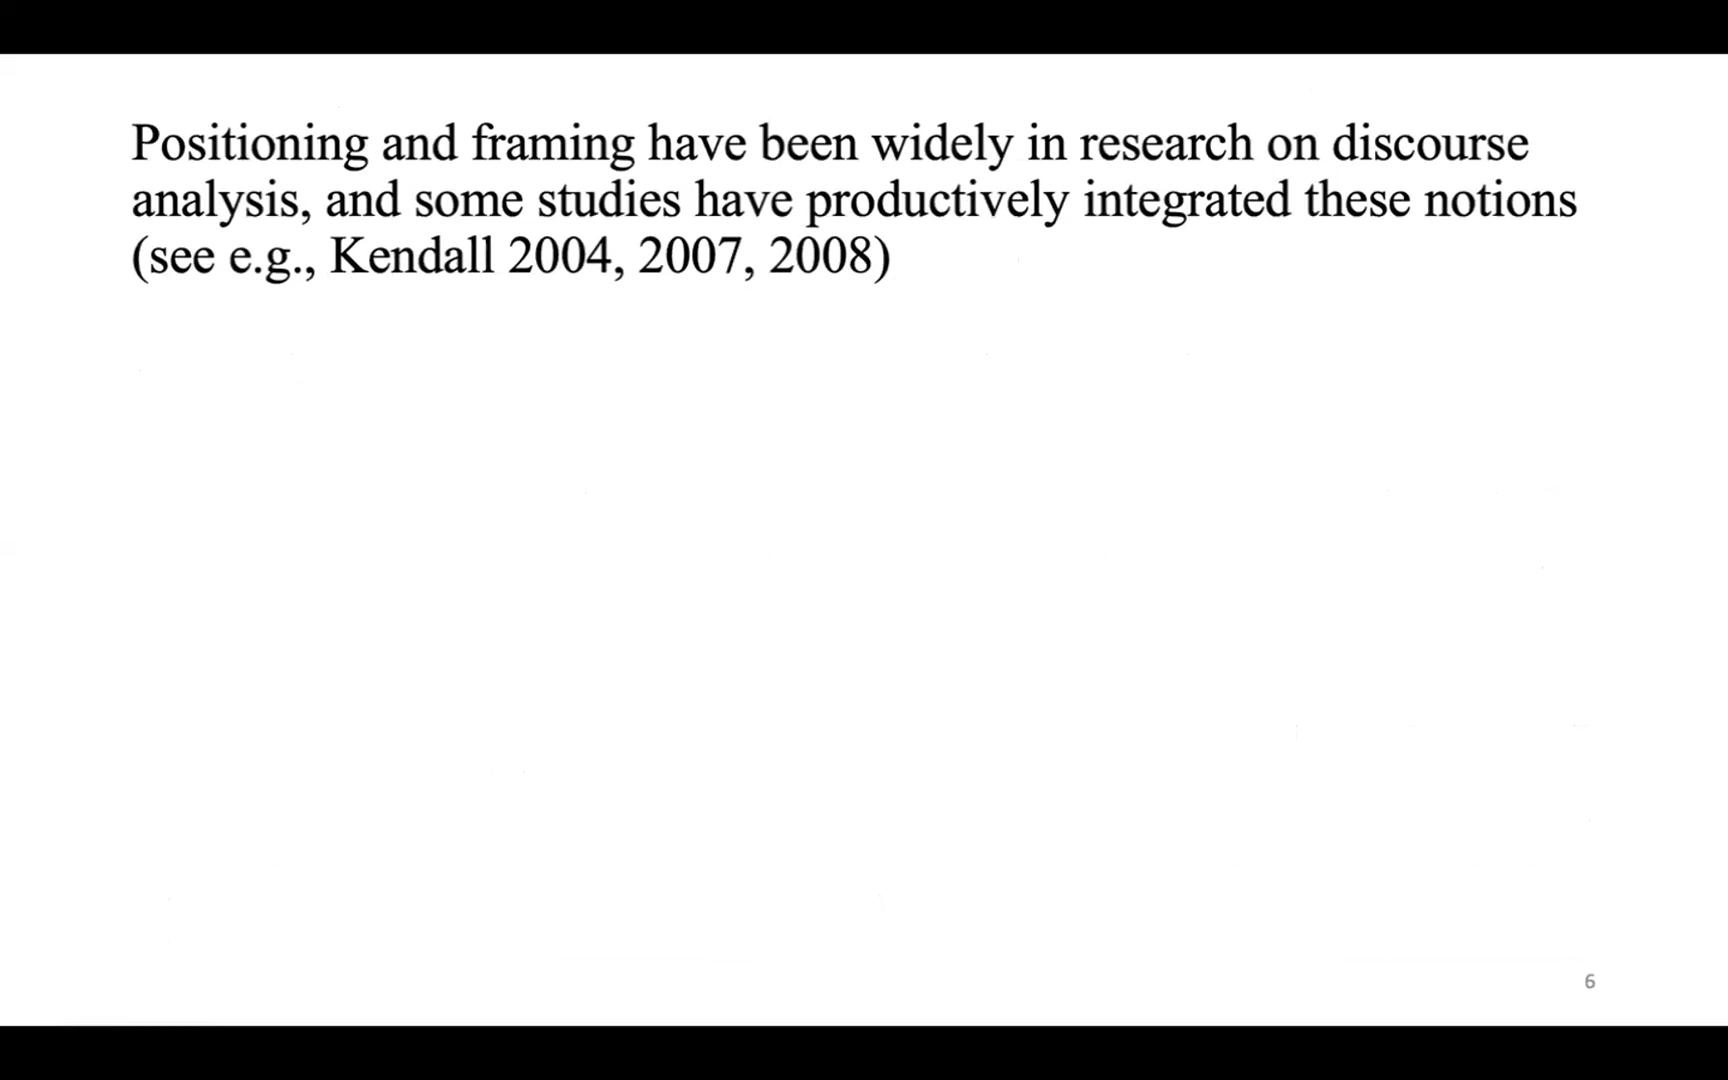 Positioning and framing have been widely in research on discourse
analysis, and some studies have productively integrated these notions
(see e.g., Kendall 2004, 2007, 2008)
6